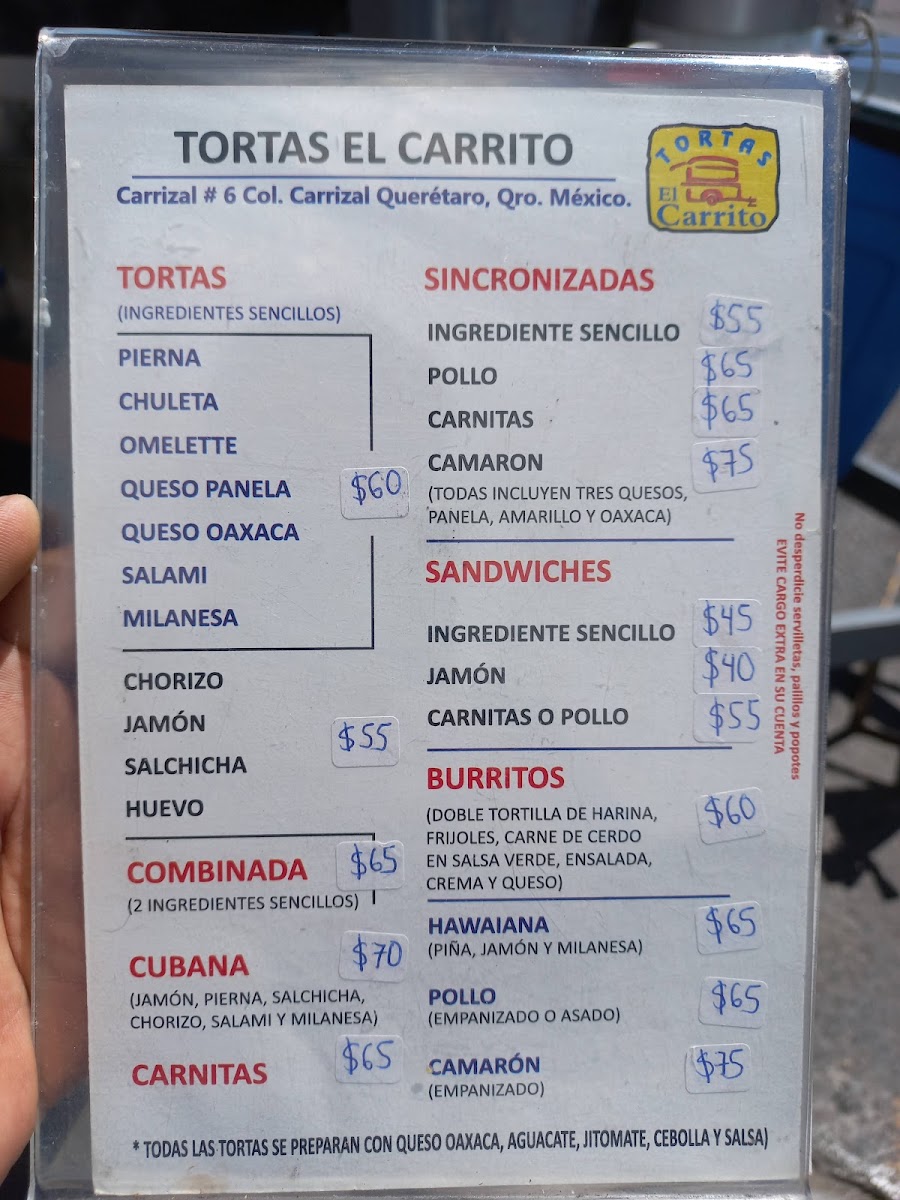 TORTAS EL CARRITO
Carrizal # 6 Col. Carrizal Querétaro, Qro. México.
TORTAS
El
Carrito
TORTAS
(INGREDIENTES SENCILLOS)
PIERNA
CHULETA
OMELETTE
QUESO PANELA $60
QUESO OAXACA
SALAMI
MILANESA
CHORIZO
JAMÓN
$55
SALCHICHA
HUEVO
COMBINADA $65
(2 INGREDIENTES SENCILLOS)
CUBANA $70
(JAMÓN, PIERNA, SALCHICHA,
CHORIZO, SALAMI Y MILANESA)
CARNITAS $65
SINCRONIZADAS
INGREDIENTE SENCILLO $55
POLLO $65
CARNITAS $65
CAMARON $75
(TODAS INCLUYEN TRES QUESOS,
PANELA, AMARILLO Y OAXACA)
SANDWICHES
INGREDIENTE SENCILLO $45
JAMÓN $40
CARNITAS O POLLO $55
BURRITOS
(DOBLE TORTILLA DE HARINA, $60
FRIJOLES, CARNE DE CERDO
EN SALSA VERDE, ENSALADA,
CREMA Y QUESO)
HAWAIANA $65
(PIÑA, JAMÓN Y MILANESA)
POLLO $65
(EMPANIZADO O ASADO)
CAMARÓN $75
(EMPANIZADO)
No desperdicie servilletas, palillos y popotes
EVITE CARGO EXTRA EN SU CUENTA
* TODAS LAS TORTAS SE PREPARAN CON QUESO OAXACA, AGUACATE, JITOMATE, CEBOLLA Y SALSA)